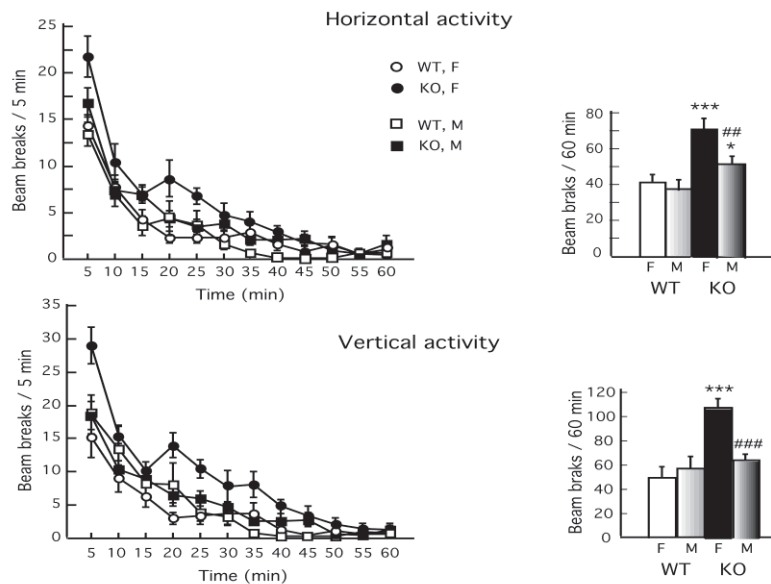 Horizontal activity
Beam breaks / 5 min
25
20
15
10
5
0
WT, F
KO, F
WT, M
KO, M
5 10 15 20 25 30 35 40 45 50 55 60
Time (min)
Beam braks / 60 min
80
60
40
20
0
***
##
*
F M F M
WT KO
Vertical activity
Beam breaks / 5 min
35
30
25
20
15
10
5
0
5 10 15 20 25 30 35 40 45 50 55 60
Time (min)
Beam braks / 60 min
120
100
80
60
40
20
0
***
###
F M F M
WT KO